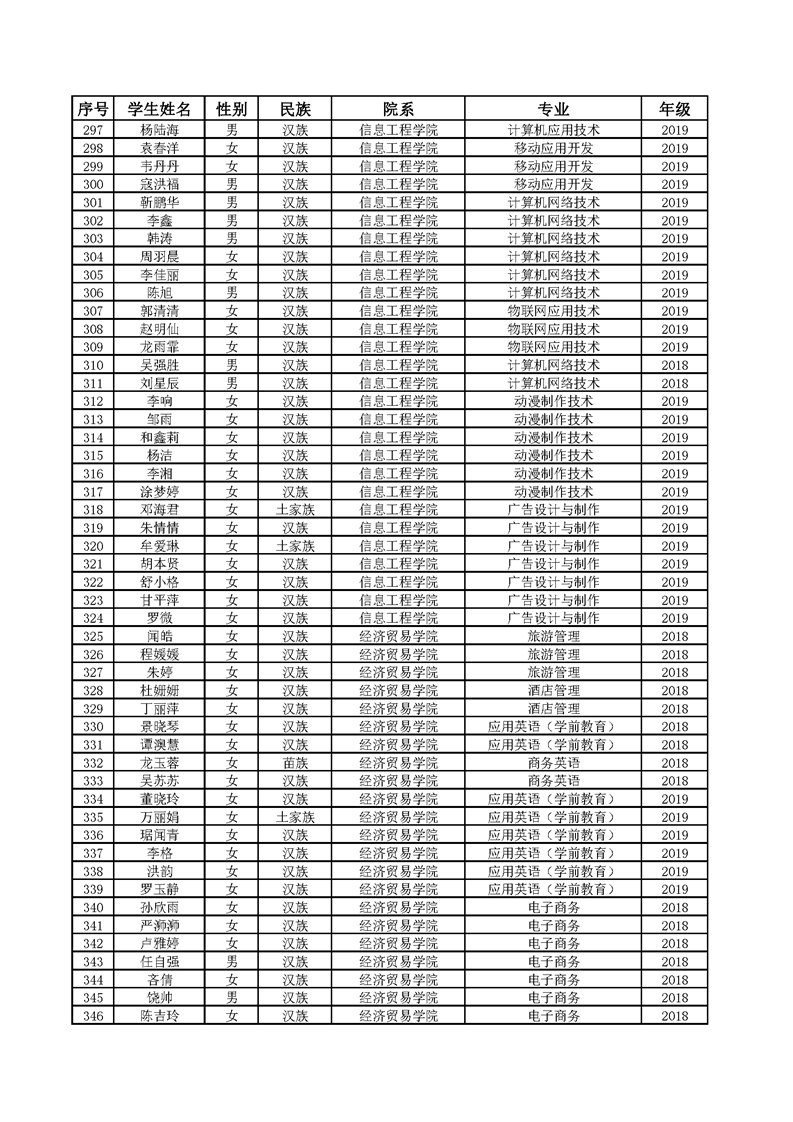 序号 学生姓名 性别 民族 院系 专业 年级
297 杨陆海 男 汉族 信息工程学院 计算机应用技术 2019
298 袁春洋 女 汉族 信息工程学院 移动应用开发 2019
299 韦丹丹 女 汉族 信息工程学院 移动应用开发 2019
300 寇洪福 男 汉族 信息工程学院 移动应用开发 2019
301 靳鹏华 男 汉族 信息工程学院 计算机网络技术 2019
302 李鑫 男 汉族 信息工程学院 计算机网络技术 2019
303 韩涛 男 汉族 信息工程学院 计算机网络技术 2019
304 周羽晨 女 汉族 信息工程学院 计算机网络技术 2019
305 李佳丽 女 汉族 信息工程学院 计算机网络技术 2019
306 陈旭 男 汉族 信息工程学院 计算机网络技术 2019
307 郭清清 女 汉族 信息工程学院 物联网应用技术 2019
308 赵明仙 女 汉族 信息工程学院 物联网应用技术 2019
309 龙雨霏 女 汉族 信息工程学院 物联网应用技术 2019
310 吴强胜 男 汉族 信息工程学院 计算机网络技术 2018
311 刘星辰 男 汉族 信息工程学院 计算机网络技术 2018
312 李响 女 汉族 信息工程学院 动漫制作技术 2019
313 邹雨 女 汉族 信息工程学院 动漫制作技术 2019
314 和鑫莉 女 汉族 信息工程学院 动漫制作技术 2019
315 杨洁 女 汉族 信息工程学院 动漫制作技术 2019
316 李湘 女 汉族 信息工程学院 动漫制作技术 2019
317 涂梦婷 女 汉族 信息工程学院 动漫制作技术 2019
318 邓海君 女 土家族 信息工程学院 广告设计与制作 2019
319 朱情情 女 汉族 信息工程学院 广告设计与制作 2019
320 牟爱琳 女 土家族 信息工程学院 广告设计与制作 2019
321 胡本贤 女 汉族 信息工程学院 广告设计与制作 2019
322 舒小格 女 汉族 信息工程学院 广告设计与制作 2019
323 甘平萍 女 汉族 信息工程学院 广告设计与制作 2019
324 罗微 女 汉族 信息工程学院 广告设计与制作 2019
325 闻皓 女 汉族 经济贸易学院 旅游管理 2018
326 程媛媛 女 汉族 经济贸易学院 旅游管理 2018
327 朱婷 女 汉族 经济贸易学院 旅游管理 2018
328 杜姗姗 女 汉族 经济贸易学院 酒店管理 2018
329 丁丽萍 女 汉族 经济贸易学院 酒店管理 2018
330 景晓琴 女 汉族 经济贸易学院 应用英语（学前教育） 2018
331 谭澳慧 女 汉族 经济贸易学院 应用英语（学前教育） 2018
332 龙玉蓉 女 苗族 经济贸易学院 商务英语 2018
333 吴苏苏 女 汉族 经济贸易学院 商务英语 2018
334 董晓玲 女 汉族 经济贸易学院 应用英语（学前教育） 2019
335 万丽娟 女 土家族 经济贸易学院 应用英语（学前教育） 2019
336 琚闻青 女 汉族 经济贸易学院 应用英语（学前教育） 2019
337 李格 女 汉族 经济贸易学院 应用英语（学前教育） 2019
338 洪韵 女 汉族 经济贸易学院 应用英语（学前教育） 2019
339 罗玉静 女 汉族 经济贸易学院 应用英语（学前教育） 2019
340 孙欣雨 女 汉族 经济贸易学院 电子商务 2018
341 严浉浉 女 汉族 经济贸易学院 电子商务 2018
342 卢雅婷 女 汉族 经济贸易学院 电子商务 2018
343 任自强 男 汉族 经济贸易学院 电子商务 2018
344 吝倩 女 汉族 经济贸易学院 电子商务 2018
345 饶帅 男 汉族 经济贸易学院 电子商务 2018
346 陈吉玲 女 汉族 经济贸易学院 电子商务 2018